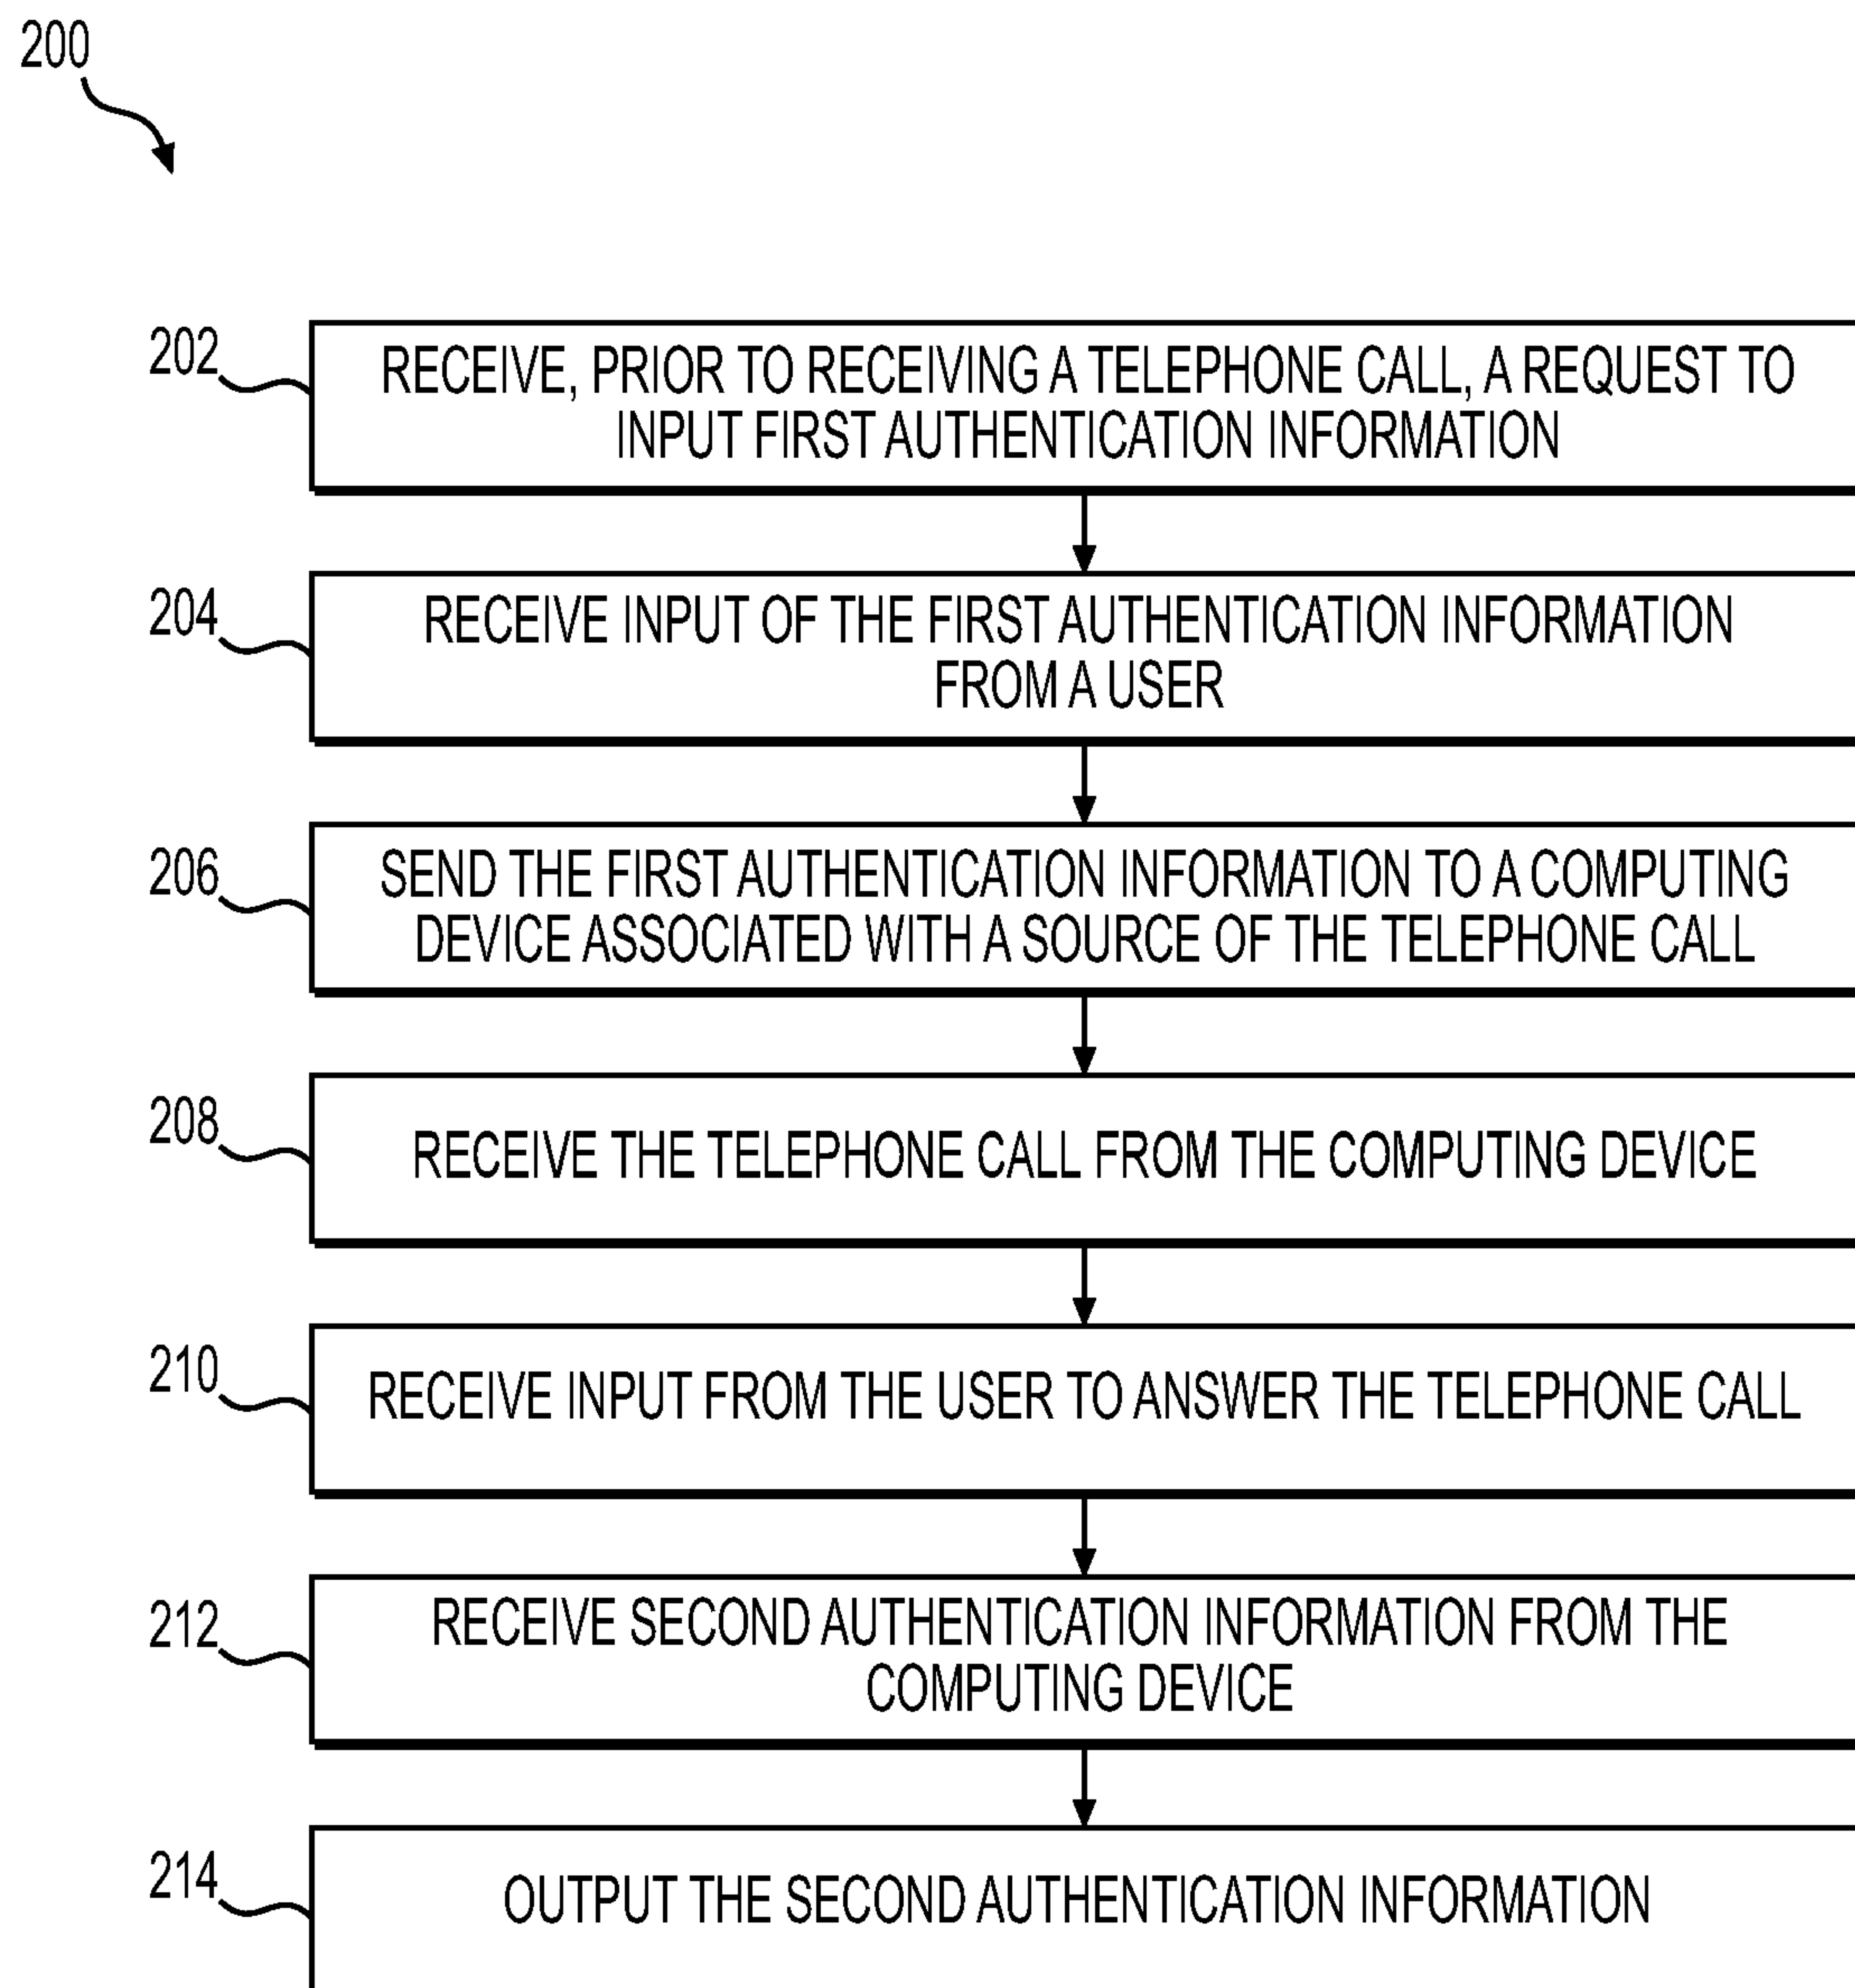 200
202
RECEIVE, PRIOR TO RECEIVING A TELEPHONE CALL, A REQUEST TO
INPUT FIRST AUTHENTICATION INFORMATION
204
RECEIVE INPUT OF THE FIRST AUTHENTICATION INFORMATION
FROM A USER
206
SEND THE FIRST AUTHENTICATION INFORMATION TO A COMPUTING
DEVICE ASSOCIATED WITH A SOURCE OF THE TELEPHONE CALL
208
RECEIVE THE TELEPHONE CALL FROM THE COMPUTING DEVICE
210
RECEIVE INPUT FROM THE USER TO ANSWER THE TELEPHONE CALL
212
RECEIVE SECOND AUTHENTICATION INFORMATION FROM THE
COMPUTING DEVICE
214
OUTPUT THE SECOND AUTHENTICATION INFORMATION